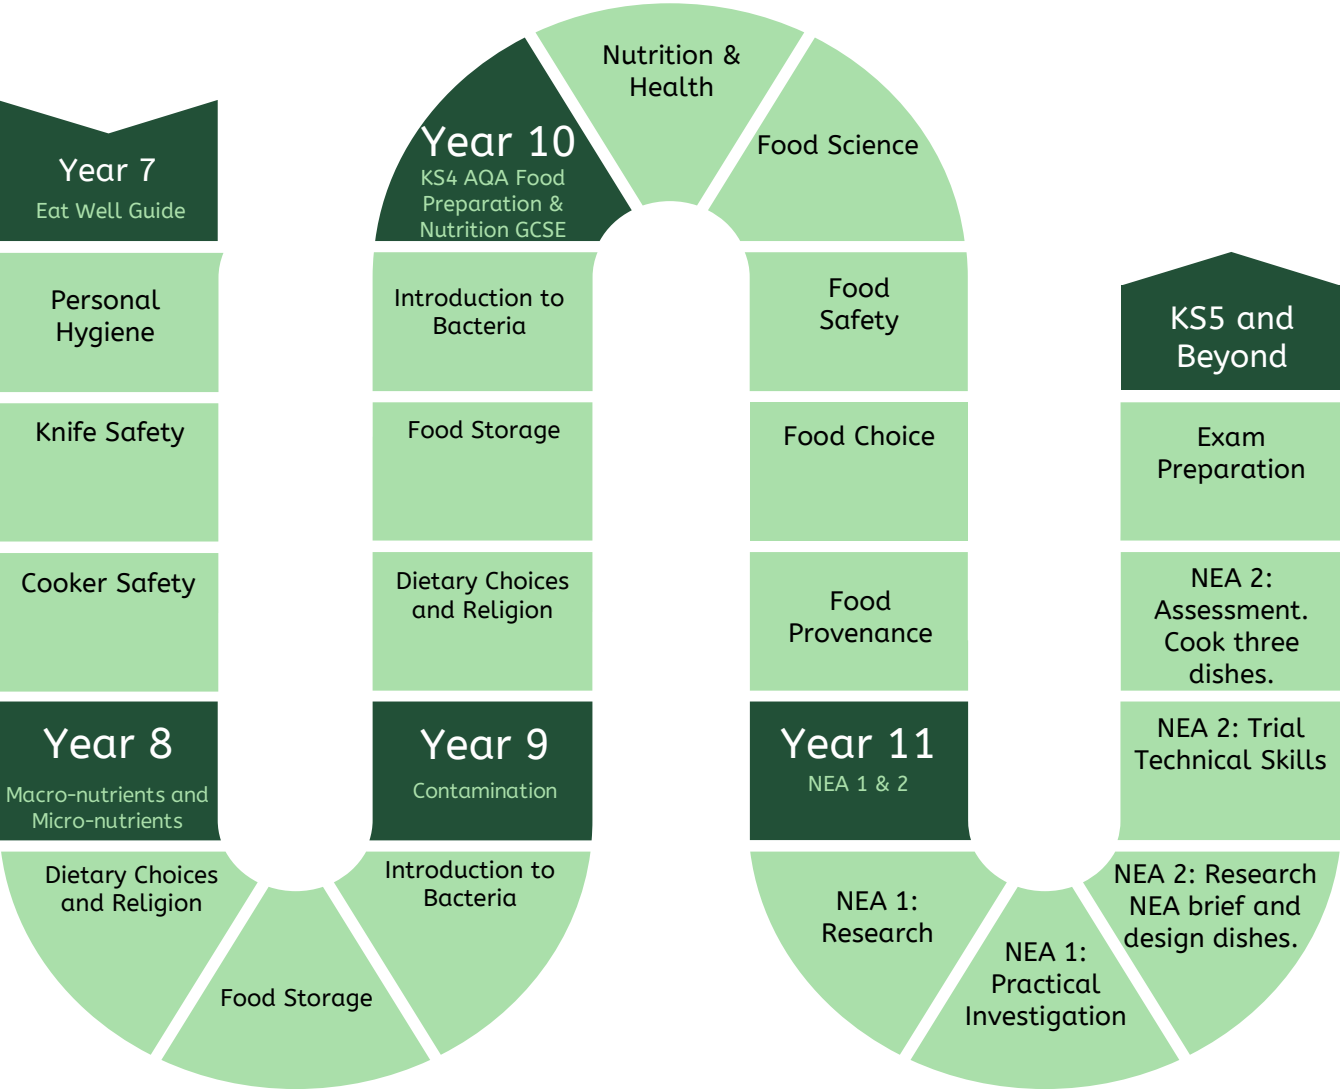 Year 7
Eat Well Guide
Personal
Hygiene
Knife Safety
Cooker Safety
Year 8
Macro-nutrients and
Micro-nutrients
Dietary Choices
and Religion
Food Storage
Introduction to
Bacteria
Year 9
Contamination
Dietary Choices
and Religion
Food Storage
Introduction to
Bacteria
Year 10
KS4 AQA Food
Preparation &
Nutrition GCSE
Nutrition &
Health
Food Science
Food
Safety
Food Choice
Food
Provenance
Year 11
NEA 1 & 2
NEA 1:
Research
NEA 1:
Practical
Investigation
NEA 2: Research
NEA brief and
design dishes.
NEA 2: Trial
Technical Skills
NEA 2:
Assessment.
Cook three
dishes.
Exam
Preparation
KS5 and
Beyond